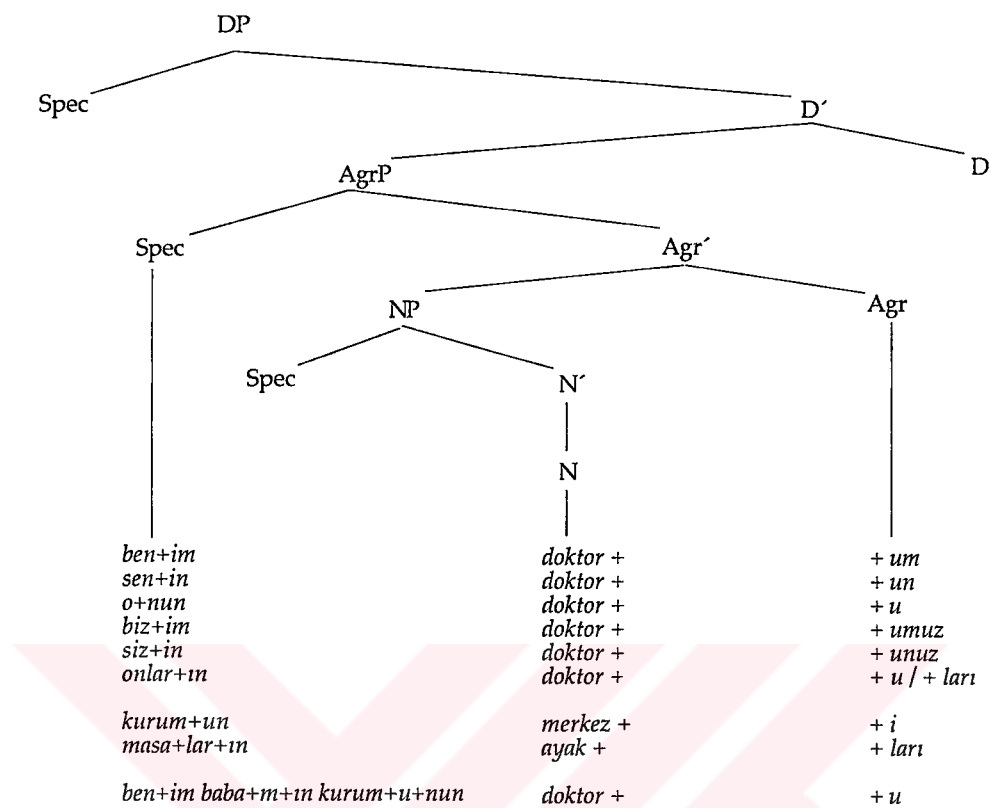 DP
Spec D´
AgrP D
Spec Agr´
NP Agr
Spec N´
N
ben+im doktor + + um
sen+in doktor + + un
o+nun doktor + + u
biz+im doktor + + umuz
siz+in doktor + + unuz
onlar+ın doktor + + u / + ları
kurum+un merkez + + i
masa+lar+ın ayak + + ları
ben+im baba+m+ın kurum+u+nun doktor + + u